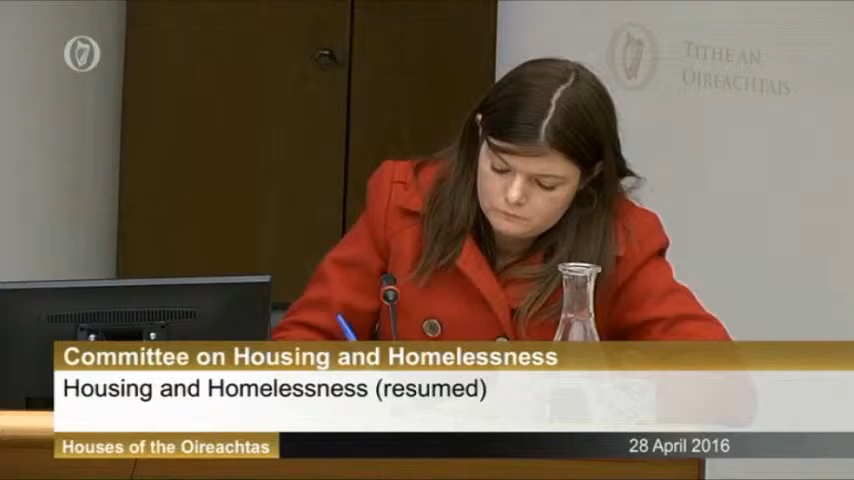 TITHE AN
OIREACHTAIS
Committee on Housing and Homelessness
Housing and Homelessness (resumed)
Houses of the Oireachtas
28 April 2016